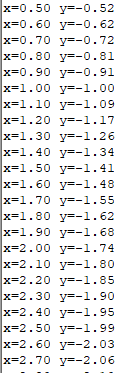 x=0.50 y=-0.52
x=0.60 y=-0.62
x=0.70 y=-0.72
x=0.80 y=-0.81
x=0.90 y=-0.91
x=1.00 y=-1.00
x=1.10 y=-1.09
x=1.20 y=-1.17
x=1.30 y=-1.26
x=1.40 y=-1.34
x=1.50 y=-1.41
x=1.60 y=-1.48
x=1.70 y=-1.55
x=1.80 y=-1.62
x=1.90 y=-1.68
x=2.00 y=-1.74
x=2.10 y=-1.80
x=2.20 y=-1.85
x=2.30 y=-1.90
x=2.40 y=-1.95
x=2.50 y=-1.99
x=2.60 y=-2.03
x=2.70 y=-2.06